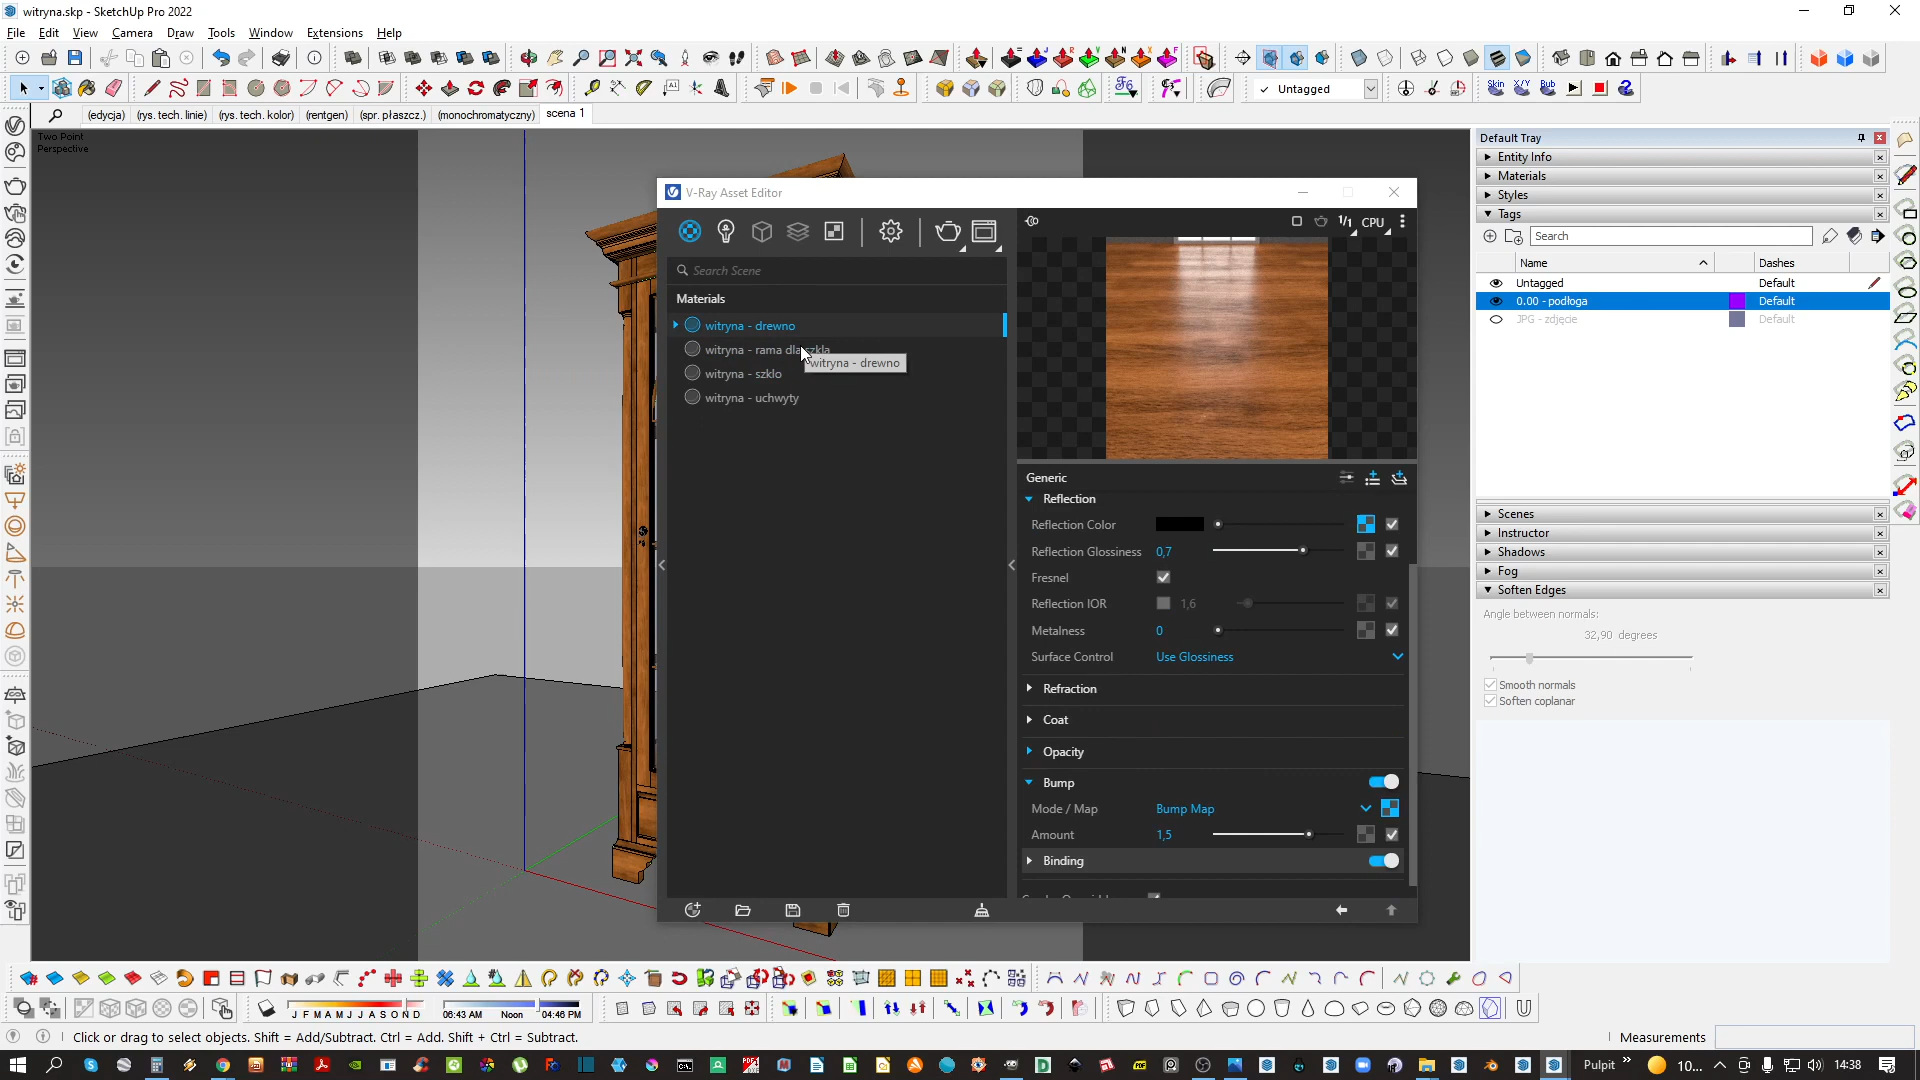 witryna.skp - SketchUp Pro 2022
File Edit View Camera Draw Tools Window Extensions Help
Untagged
Skin X/Y Bub
(edycja) (rys. tech. linie) (rys. tech. kolor) (rentgen) (spr. płaszcz.) (monochromatyczny) scena 1
Two Point
Perspective
V-Ray Asset Editor
1/1 CPU
Search Scene
Materials
witryna - drewno
witryna - rama dla szkla
witryna - drewno
witryna - szklo
witryna - uchwyty
Generic
Reflection
Reflection Color
Reflection Glossiness 0,7
Fresnel
Reflection IOR 1,6
Metalness 0
Surface Control Use Glossiness
Refraction
Coat
Opacity
Bump
Mode / Map Bump Map
Amount 1,5
Binding
Default Tray
Entity Info
Materials
Styles
Tags
Search
Name Dashes
Untagged Default
0.00 - podłoga Default
JPG - zdjęcie Default
Scenes
Instructor
Shadows
Fog
Soften Edges
Angle between normals:
32,90 degrees
Smooth normals
Soften coplanar
J F M A M J J A S O N D 06:43 AM Noon 04:46 PM
Click or drag to select objects. Shift = Add/Subtract. Ctrl = Add. Shift + Ctrl = Subtract.
Measurements
Pulpit 10... 14:38